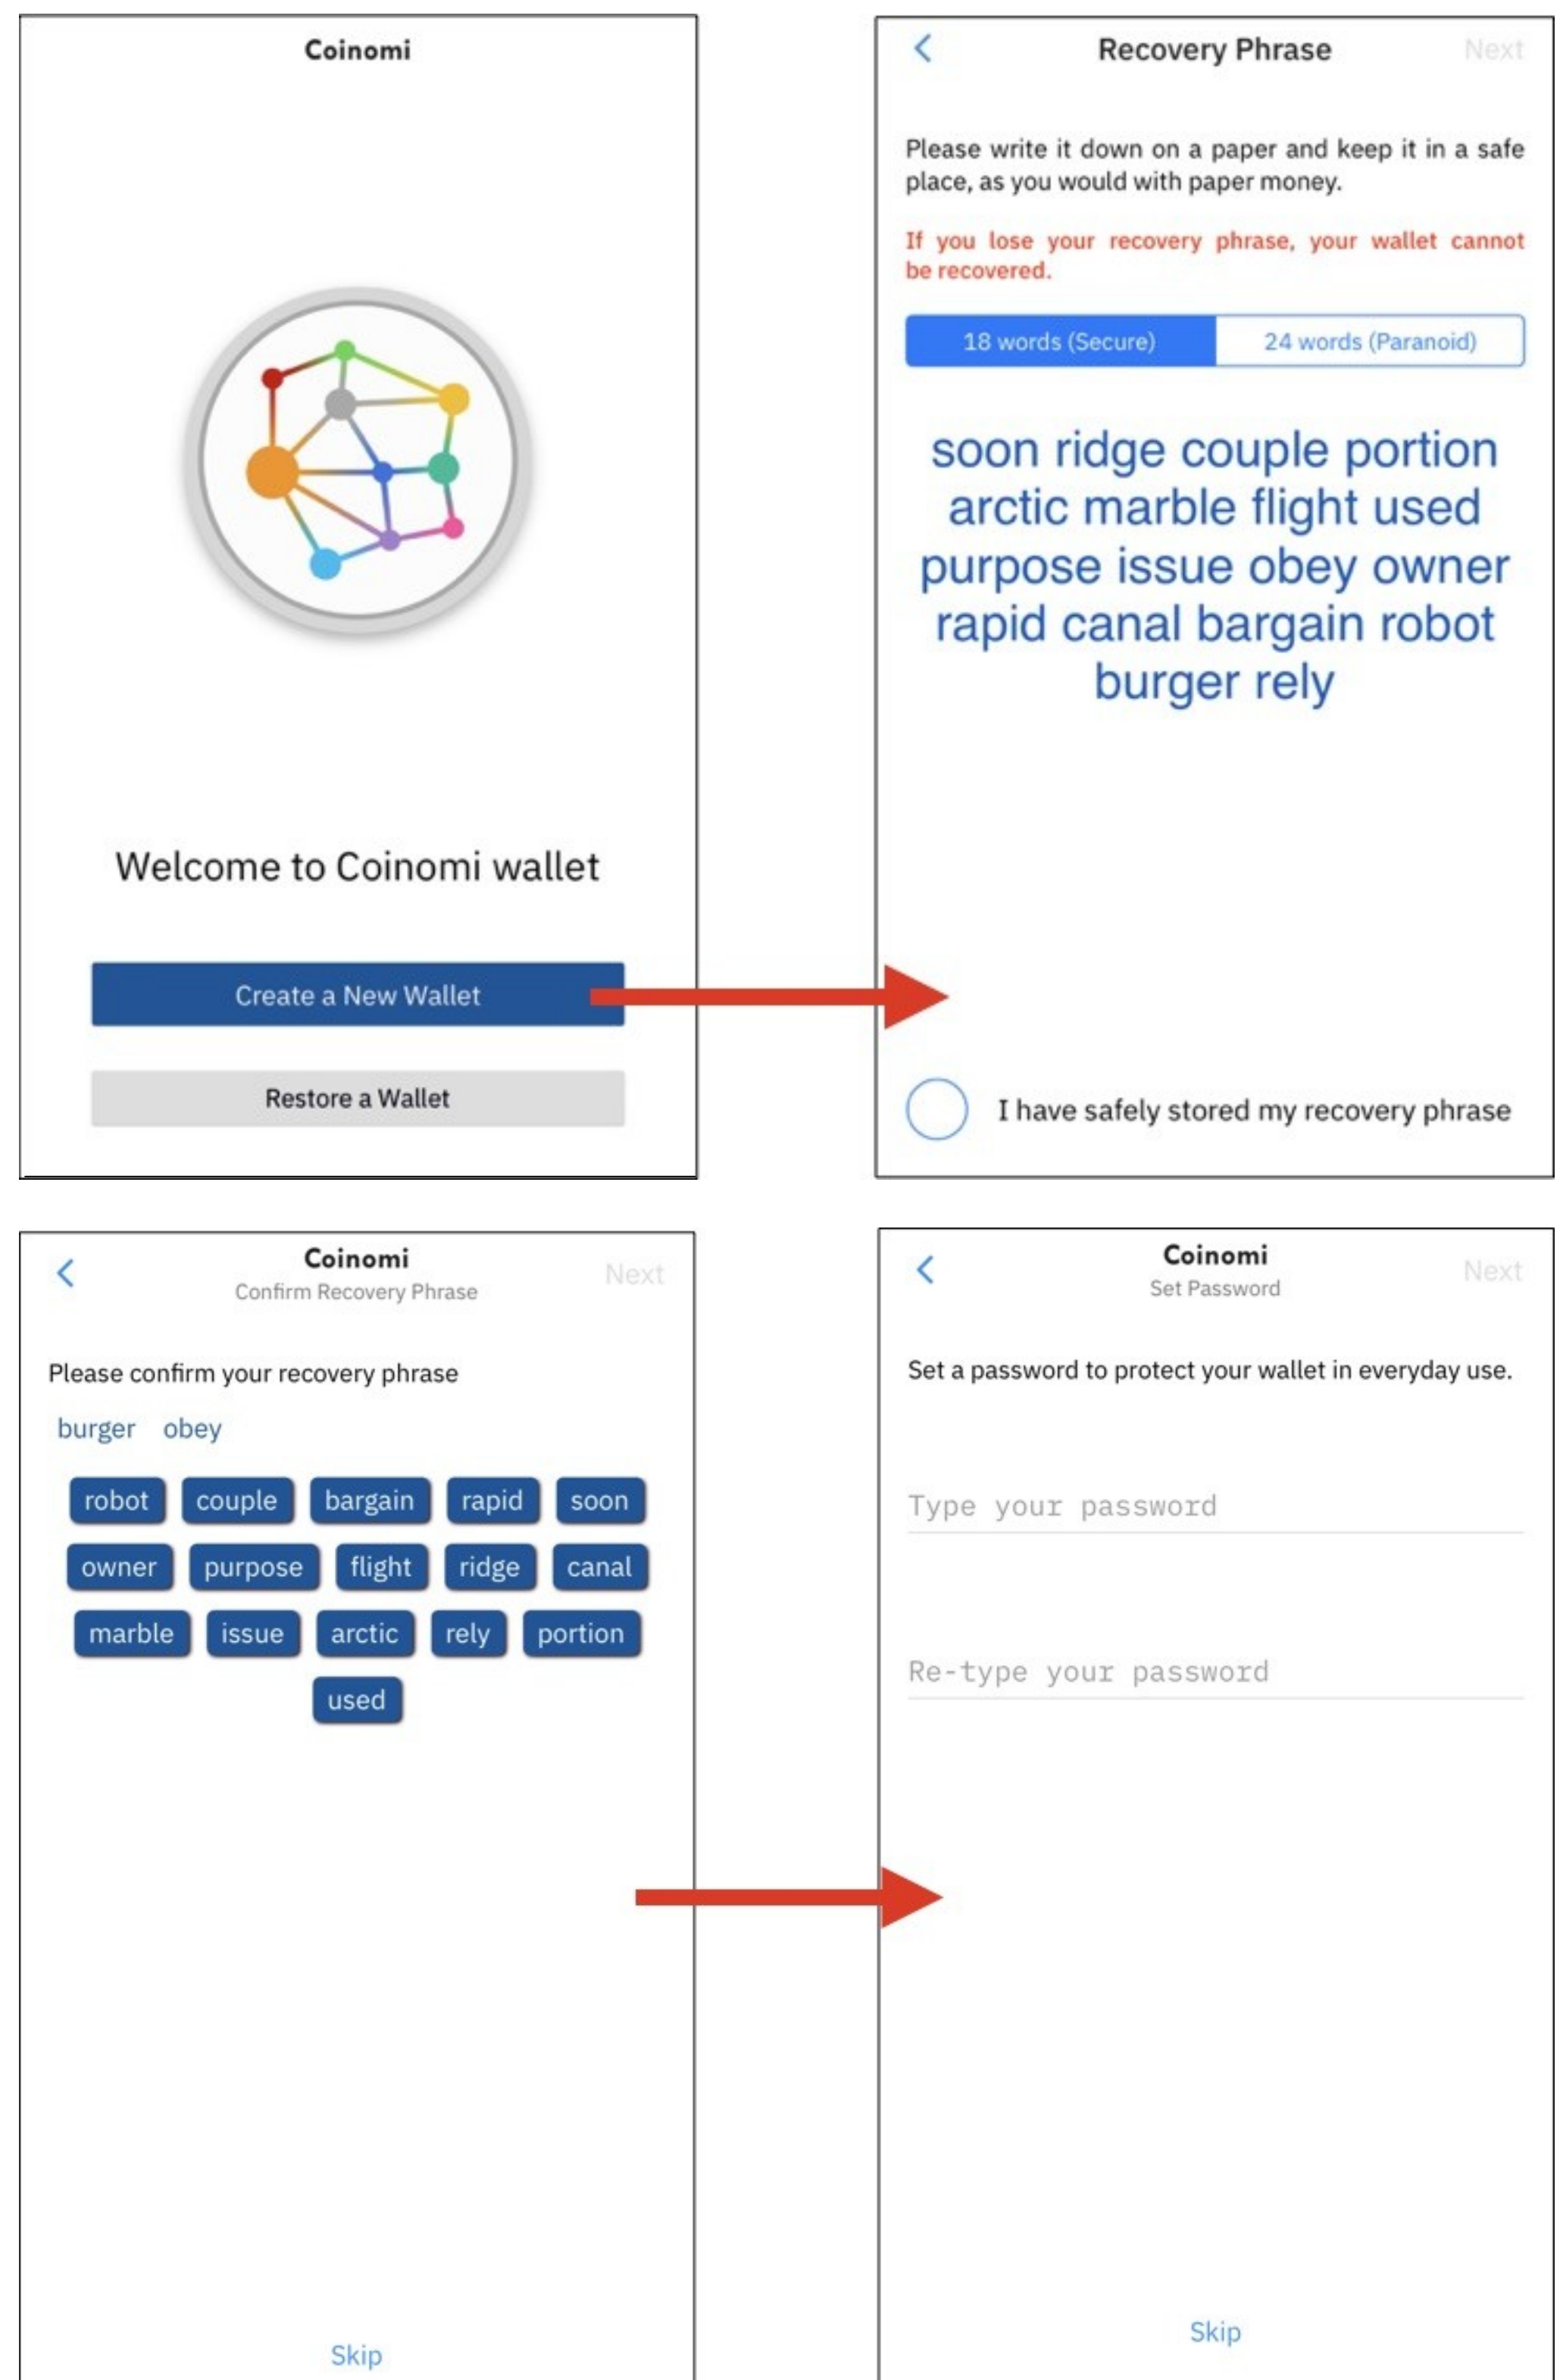 Coinomi
Welcome to Coinomi wallet
Create a New Wallet
Restore a Wallet
Recovery Phrase
Next
Please write it down on a paper and keep it in a safe
place, as you would with paper money.
If you lose your recovery phrase, your wallet cannot
be recovered.
18 words (Secure)
24 words (Paranoid)
soon ridge couple portion
arctic marble flight used
purpose issue obey owner
rapid canal bargain robot
burger rely
I have safely stored my recovery phrase
Coinomi
Next
Confirm Recovery Phrase
Please confirm your recovery phrase
burger obey
robot couple bargain rapid soon
owner purpose flight ridge canal
marble issue arctic rely portion
used
Skip
Coinomi
Next
Set Password
Set a password to protect your wallet in everyday use.
Type your password
Re-type your password
Skip